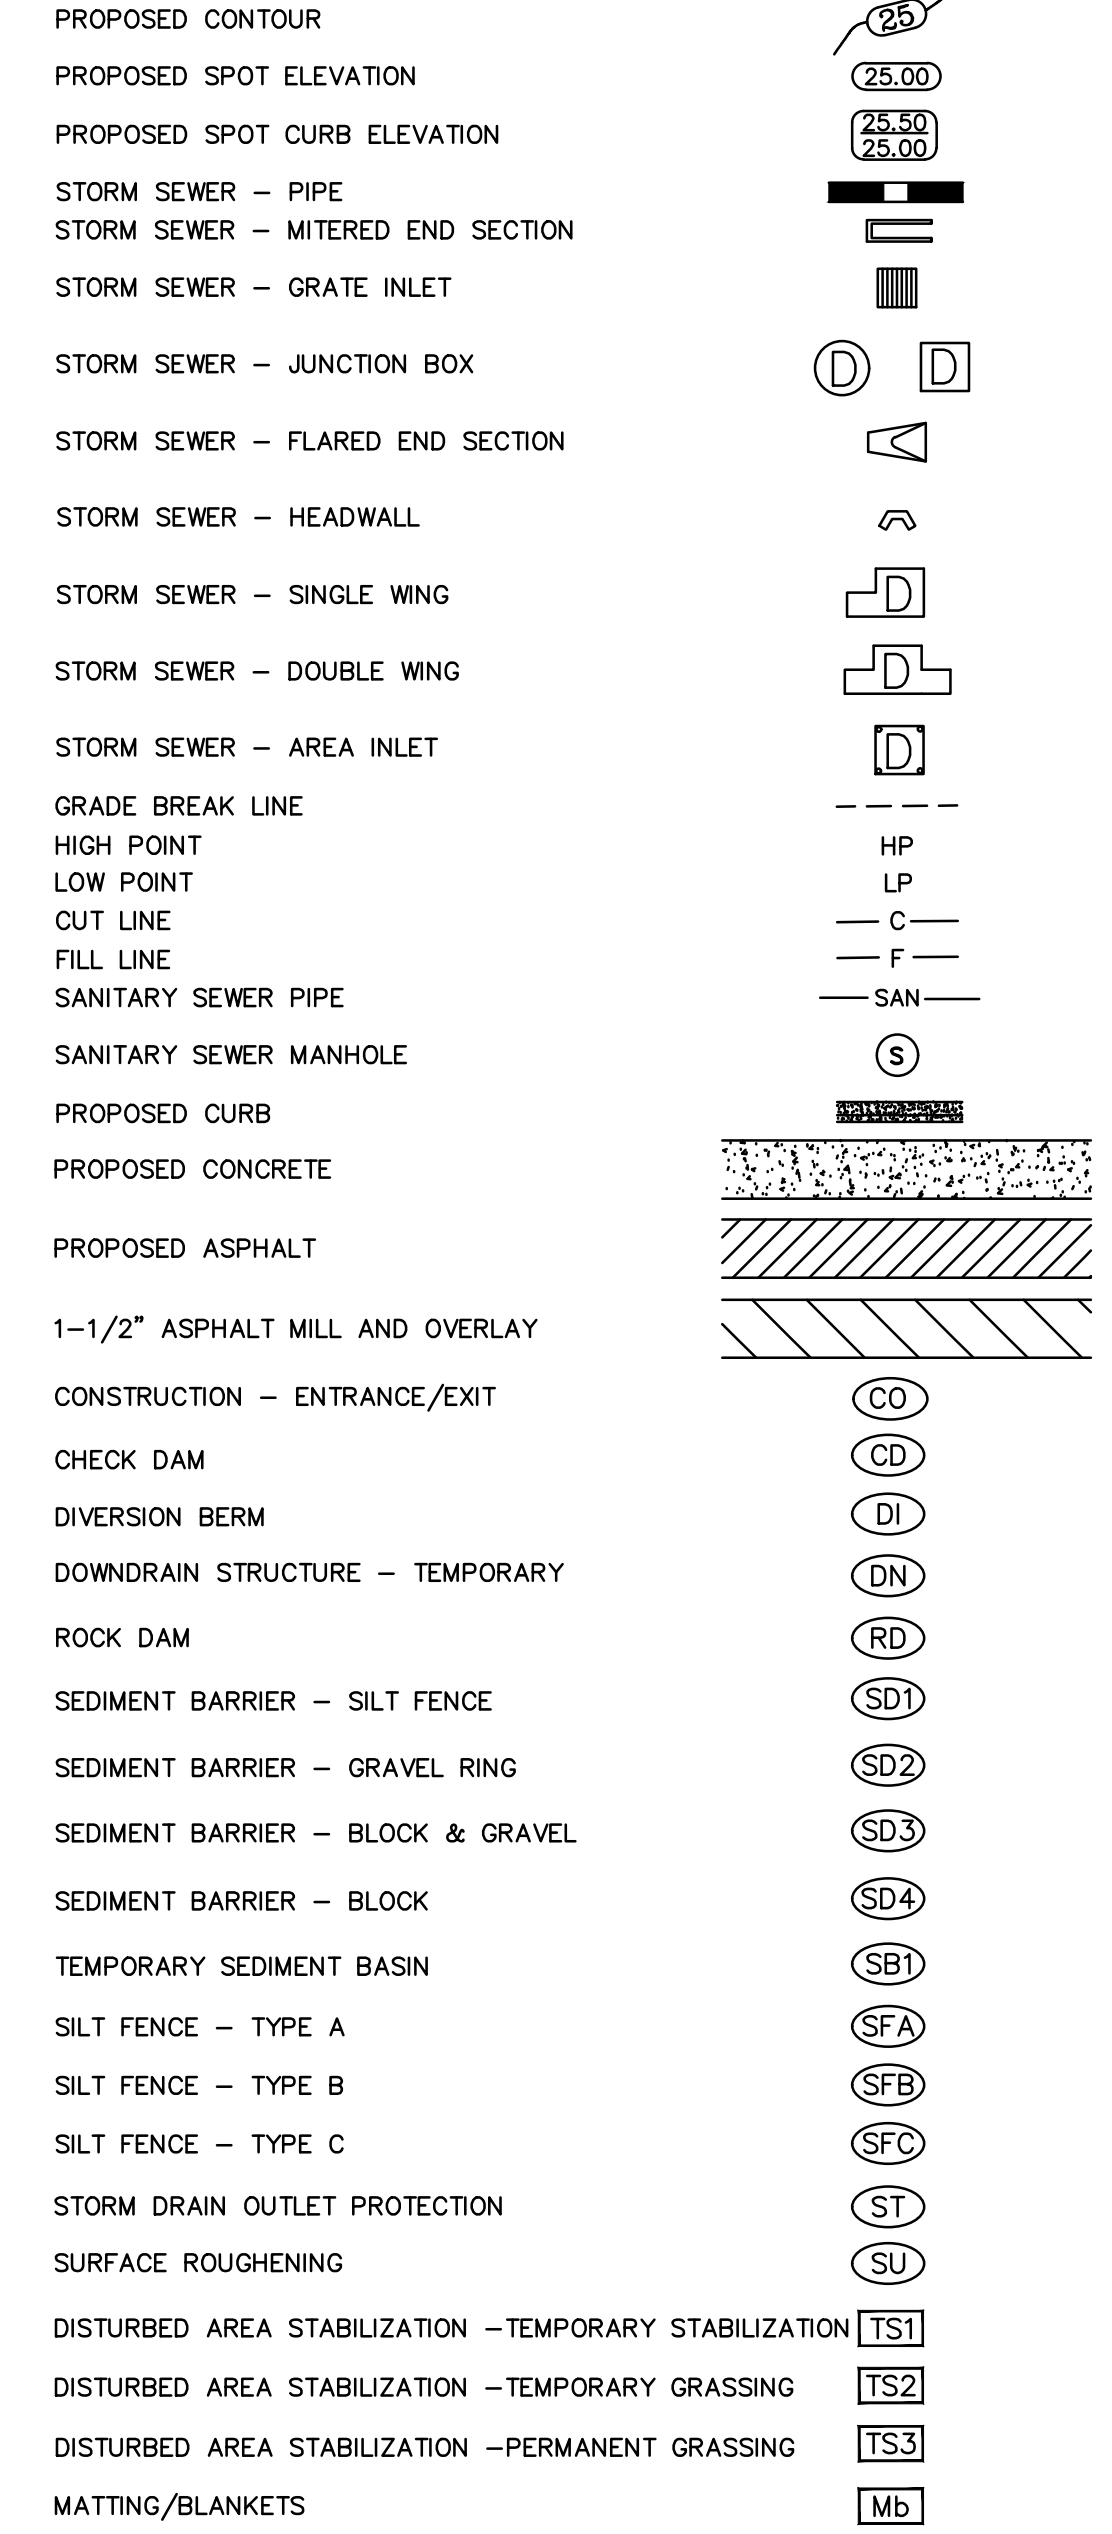 PROPOSED CONTOUR 25
PROPOSED SPOT ELEVATION 25.00
PROPOSED SPOT CURB ELEVATION 25.50
25.00
STORM SEWER – PIPE
STORM SEWER – MITERED END SECTION
STORM SEWER – GRATE INLET
STORM SEWER – JUNCTION BOX D D
STORM SEWER – FLARED END SECTION
STORM SEWER – HEADWALL
STORM SEWER – SINGLE WING D
STORM SEWER – DOUBLE WING D
STORM SEWER – AREA INLET D
GRADE BREAK LINE
HIGH POINT HP
LOW POINT LP
CUT LINE C
FILL LINE F
SANITARY SEWER PIPE SAN
SANITARY SEWER MANHOLE S
PROPOSED CURB
PROPOSED CONCRETE
PROPOSED ASPHALT
1–1/2" ASPHALT MILL AND OVERLAY
CONSTRUCTION – ENTRANCE/EXIT CO
CHECK DAM CD
DIVERSION BERM DI
DOWNDRAIN STRUCTURE – TEMPORARY DN
ROCK DAM RD
SEDIMENT BARRIER – SILT FENCE SD1
SEDIMENT BARRIER – GRAVEL RING SD2
SEDIMENT BARRIER – BLOCK & GRAVEL SD3
SEDIMENT BARRIER – BLOCK SD4
TEMPORARY SEDIMENT BASIN SB1
SILT FENCE – TYPE A SFA
SILT FENCE – TYPE B SFB
SILT FENCE – TYPE C SFC
STORM DRAIN OUTLET PROTECTION ST
SURFACE ROUGHENING SU
DISTURBED AREA STABILIZATION –TEMPORARY STABILIZATION TS1
DISTURBED AREA STABILIZATION –TEMPORARY GRASSING TS2
DISTURBED AREA STABILIZATION –PERMANENT GRASSING TS3
MATTING/BLANKETS Mb